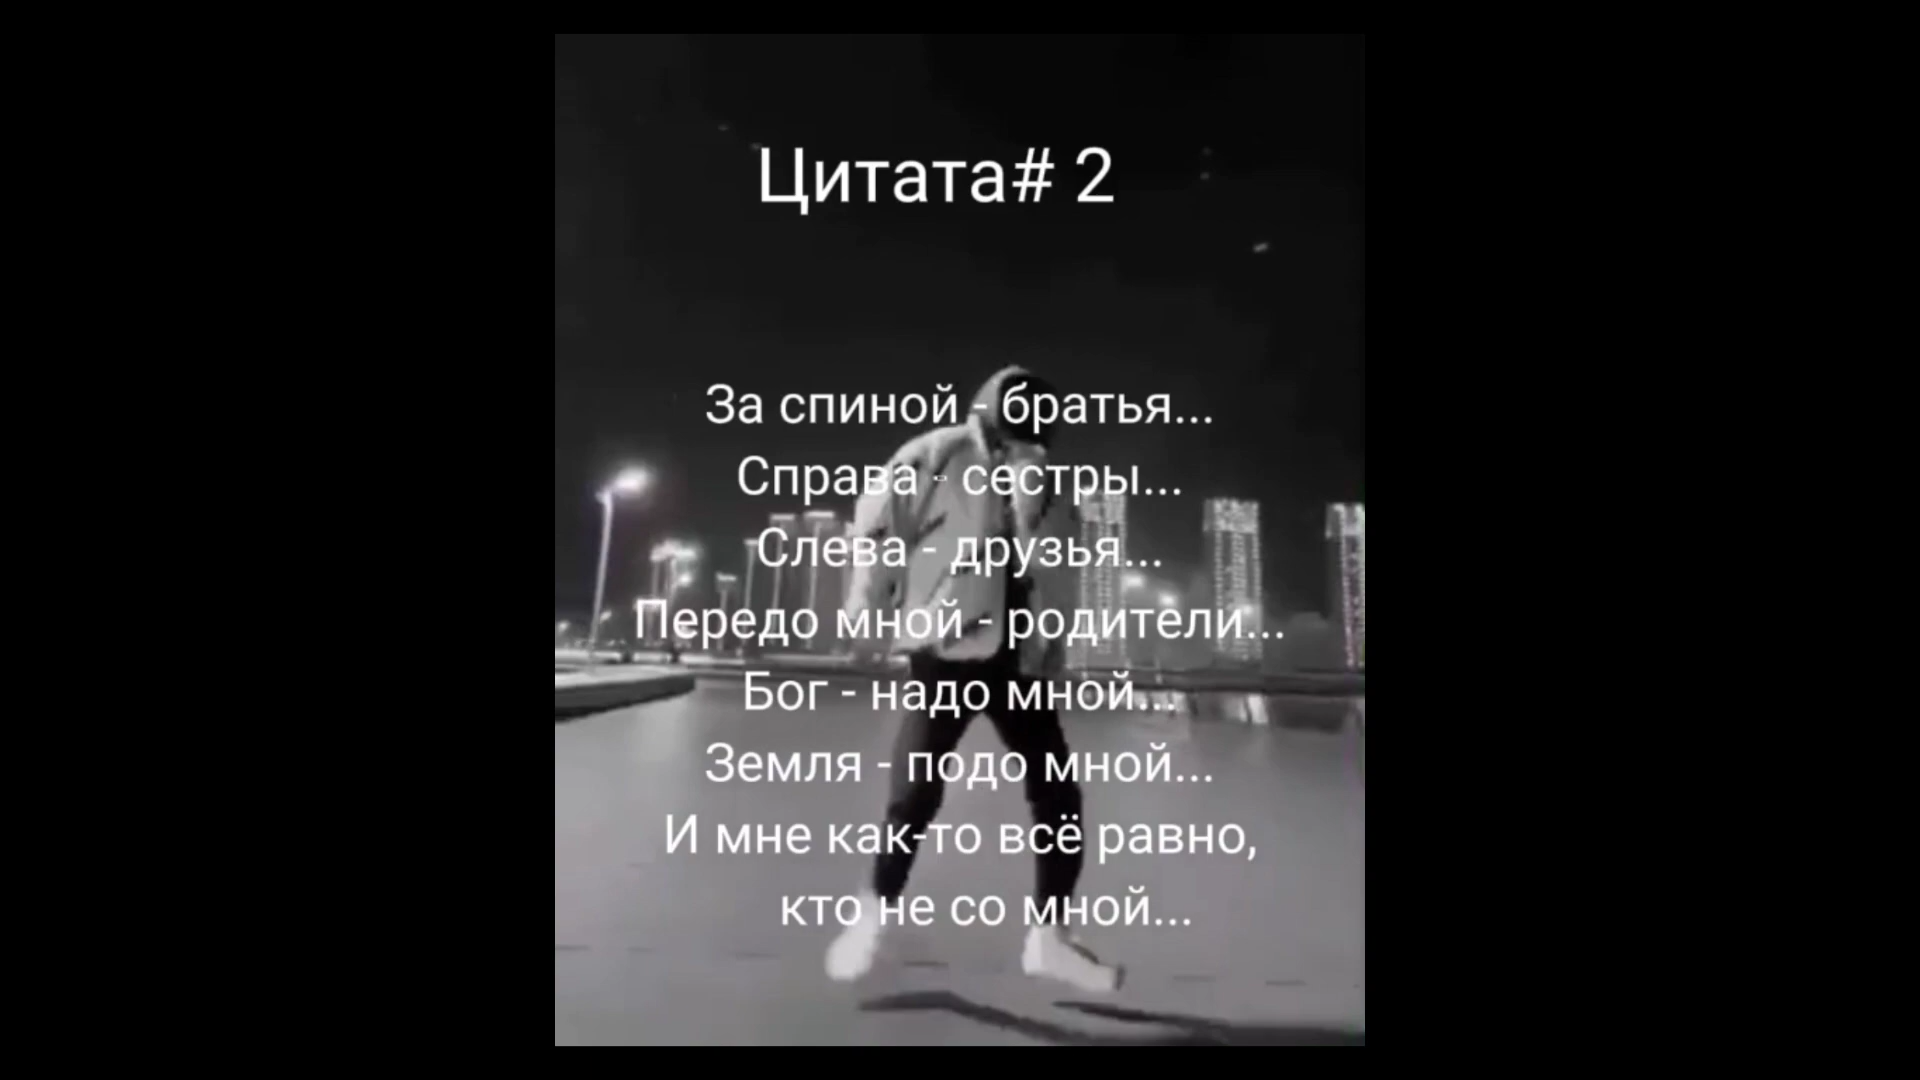 Цитата# 2
За спиной - братья...
Справа - сестры...
Слева - друзья...
Передо мной - родители...
Бог - надо мной...
Земля - подо мной...
И мне как-то всё равно,
кто не со мной...